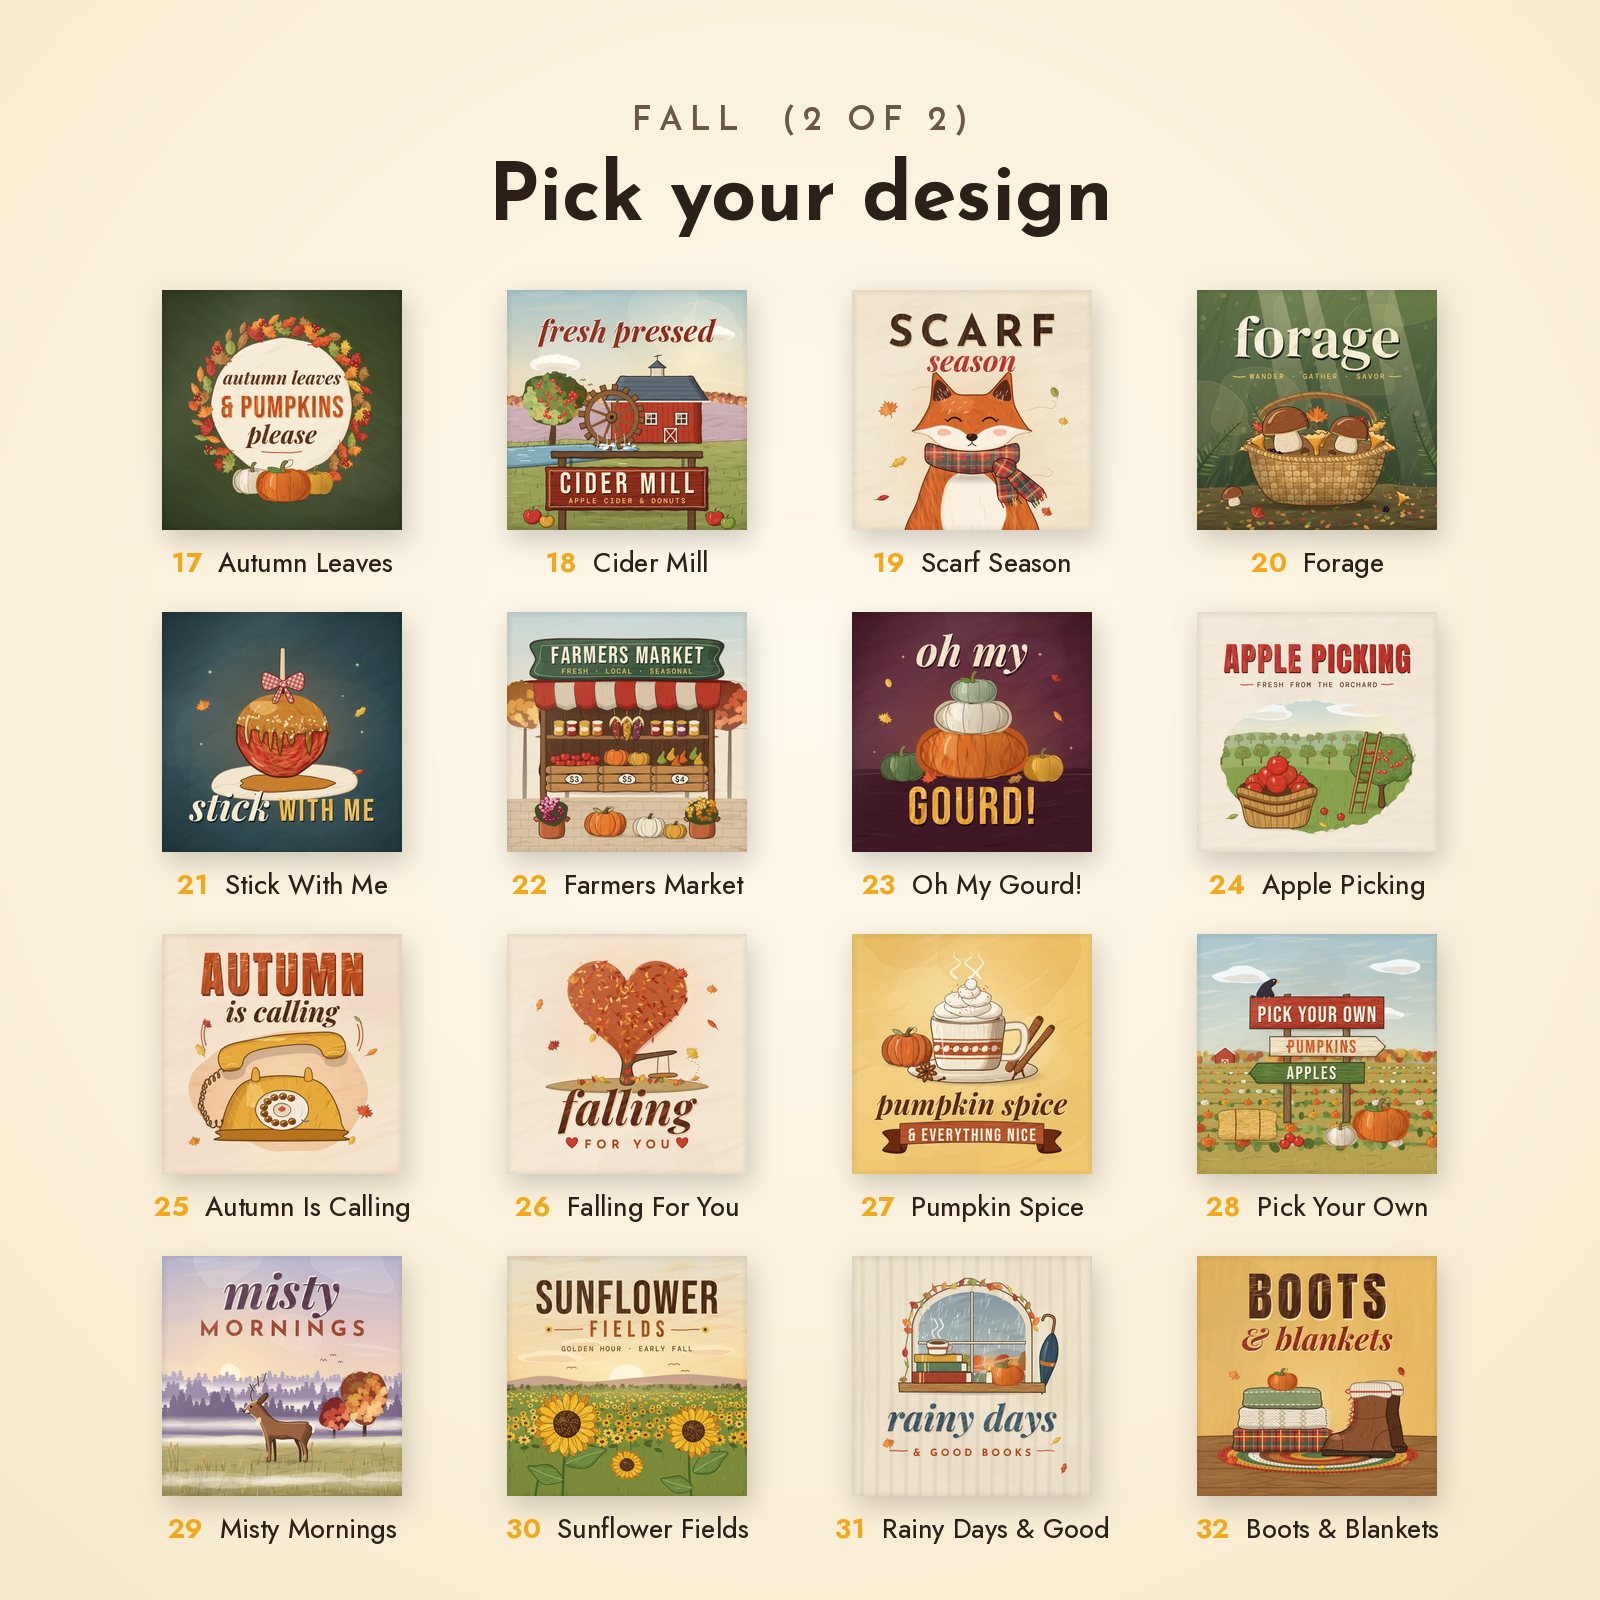 FALL (2 OF 2)
Pick your design
autumn leaves
& PUMPKINS
please
17 Autumn Leaves
fresh pressed
CIDER MILL
APPLE CIDER & DONUTS
18 Cider Mill
SCARF
season
19 Scarf Season
forage
WANDER · GATHER · SAVOR
20 Forage
stick WITH ME
21 Stick With Me
FARMERS MARKET
FRESH · LOCAL · SEASONAL
$3 $5 $4
22 Farmers Market
oh my
GOURD!
23 Oh My Gourd!
APPLE PICKING
FRESH FROM THE ORCHARD
24 Apple Picking
AUTUMN
is calling
25 Autumn Is Calling
falling
FOR YOU
26 Falling For You
pumpkin spice
& EVERYTHING NICE
27 Pumpkin Spice
PICK YOUR OWN
PUMPKINS
APPLES
28 Pick Your Own
misty
MORNINGS
29 Misty Mornings
SUNFLOWER
FIELDS
GOLDEN HOUR · EARLY FALL
30 Sunflower Fields
rainy days
& GOOD BOOKS
31 Rainy Days & Good
BOOTS
& blankets
32 Boots & Blankets